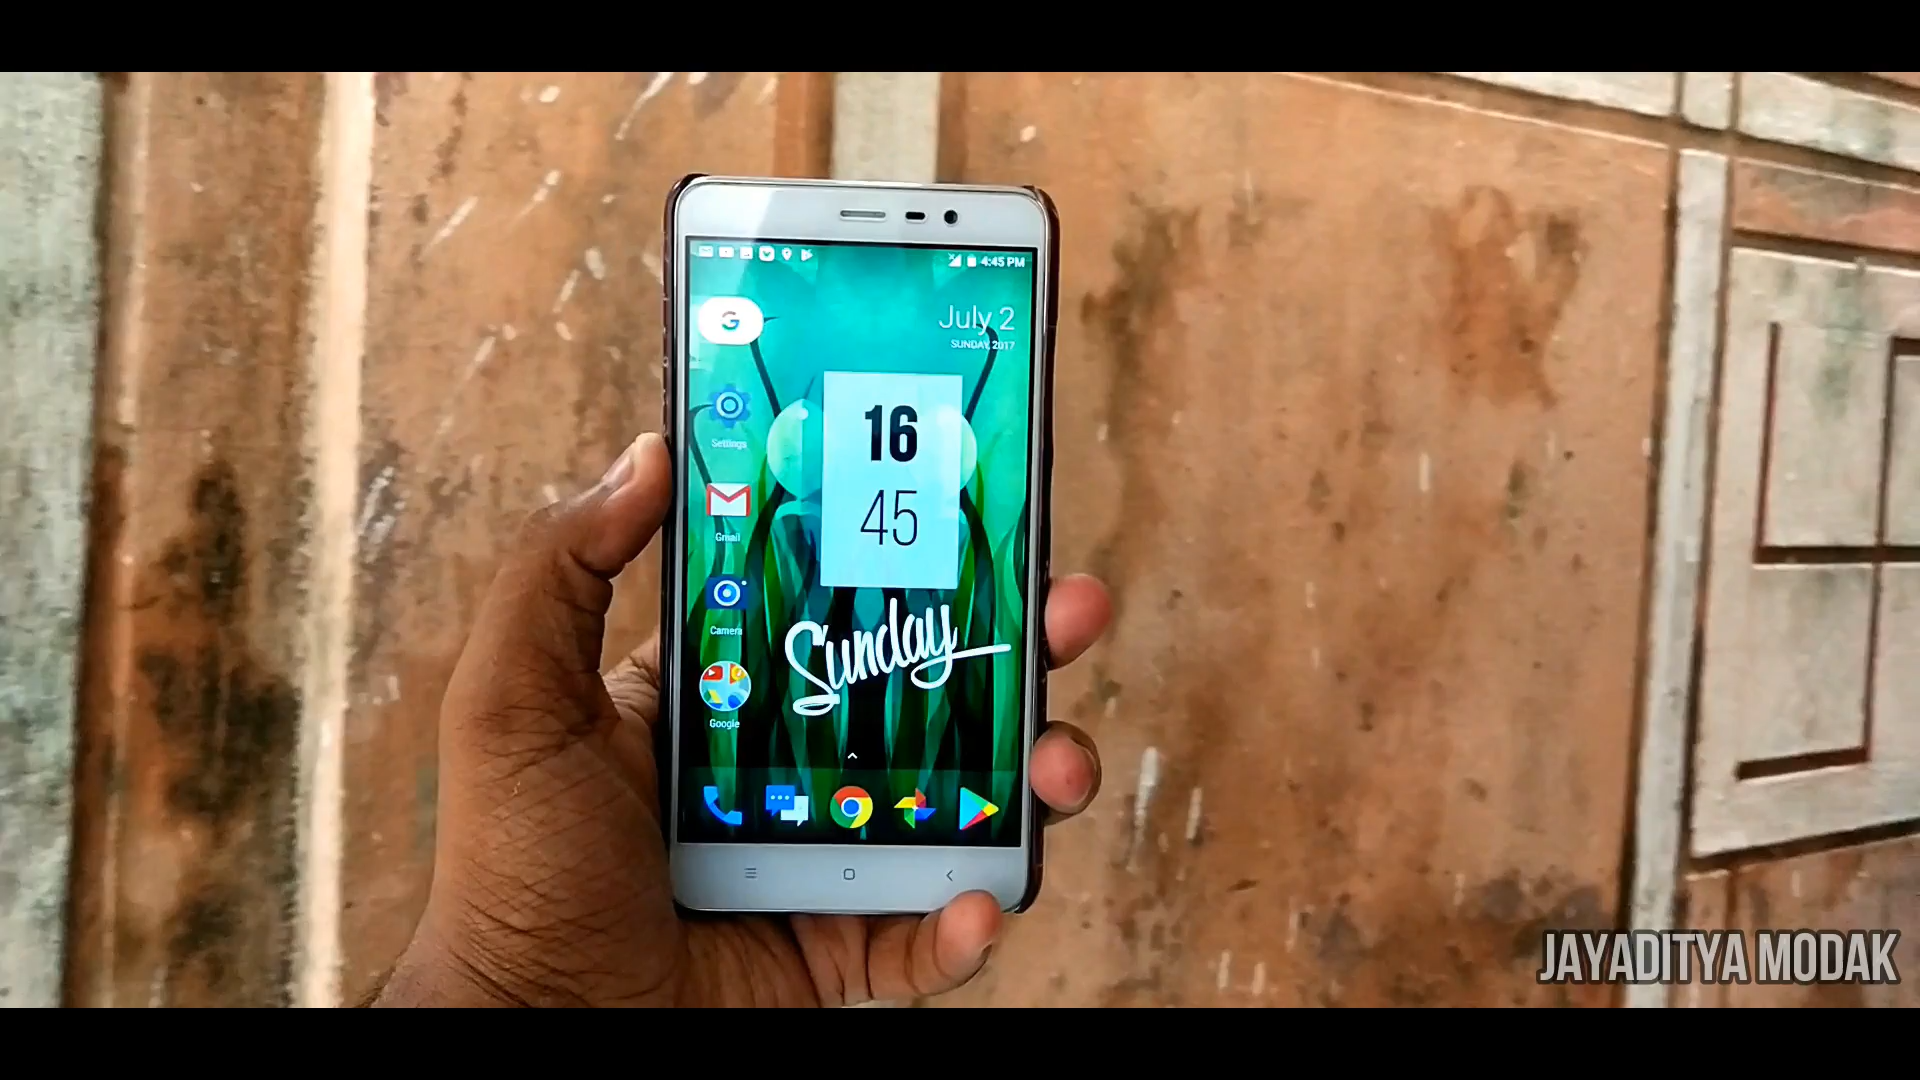 4:45 PM
G
July 2
SUNDAY, 2017
16
45
Settings
Gmail
Camera
Sunday
Google
JAYADITYA MODAK